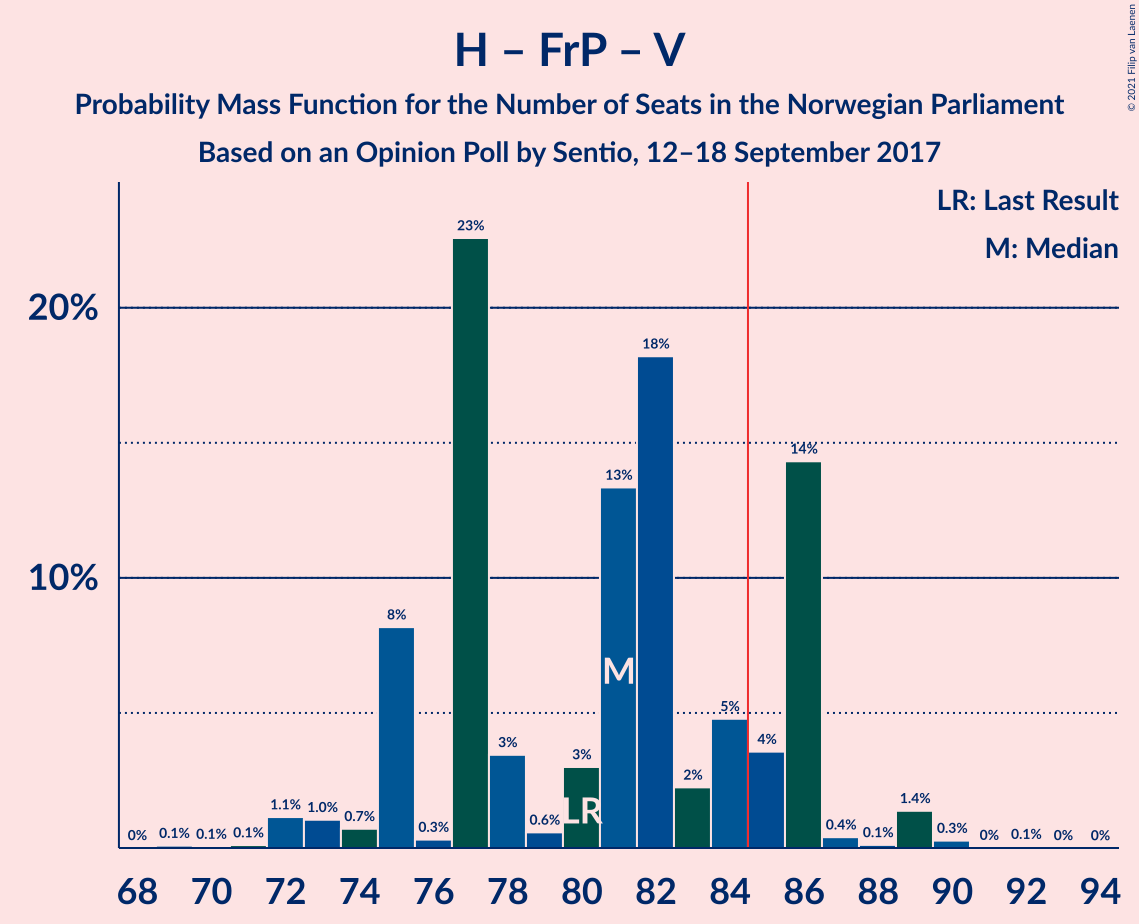 H – FrP – V
Probability Mass Function for the Number of Seats in the Norwegian Parliament
Based on an Opinion Poll by Sentio, 12–18 September 2017
© 2021 Filip van Laenen
LR: Last Result
M: Median
20%
10%
0% 0.1% 0.1% 0.1% 1.1% 1.0% 0.7% 8% 0.3% 23% 3% 0.6% 3% 13% 18% 2% 5% 4% 14% 0.4% 0.1% 1.4% 0.3% 0% 0.1% 0% 0%
M
LR
68 70 72 74 76 78 80 82 84 86 88 90 92 94